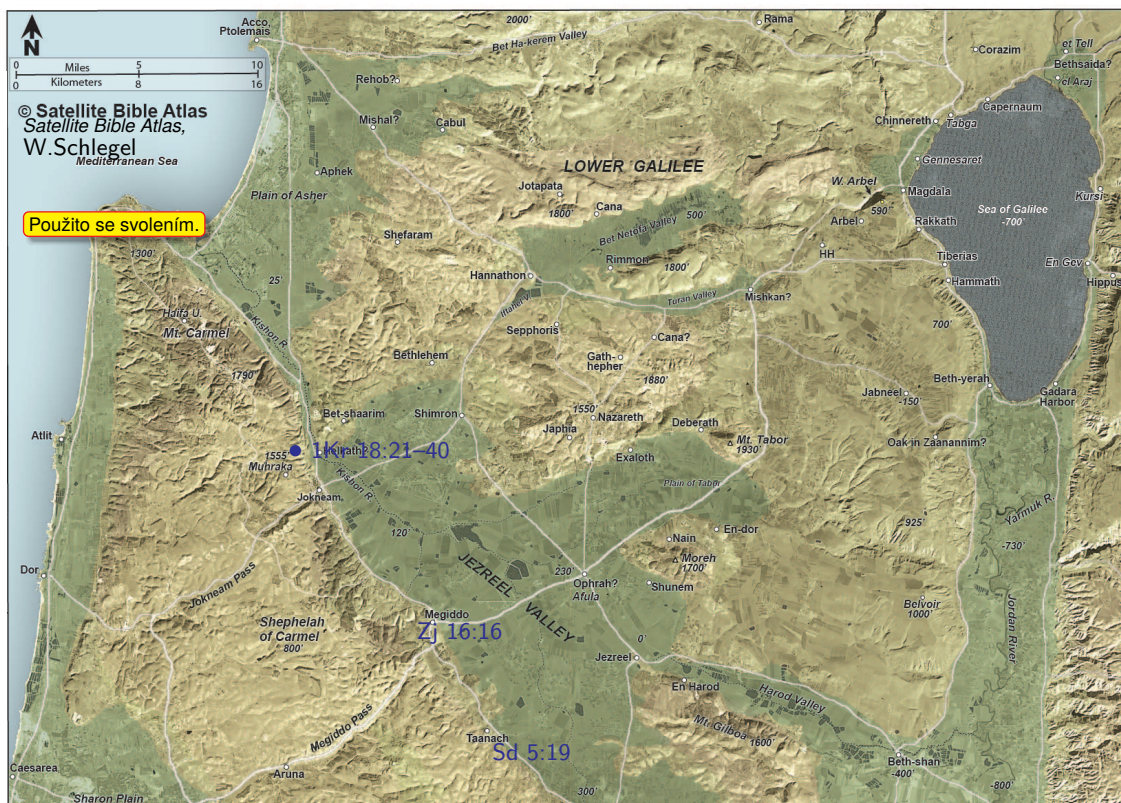 Acco,
Ptolemais
2000'
Rama
Bet Ha-kerem Valley
N
0 Miles 5 10
0 Kilometers 8 16
et Tell
Corazim
Bethsaida?
el Araj
Rehob?
© Satellite Bible Atlas
Satellite Bible Atlas,
W.Schlegel
Mediterranean Sea
Mishal?
Cabul
Capernaum
Chinnereth
Tabga
Gennesaret
LOWER GALILEE
Aphek
W. Arbel
Plain of Asher
Jotapata
1800'
Cana
Magdala
Kursi
590'
Arbel
Rakkath
Sea of Galilee
-700'
Použito se svolením.
Bet Netofa Valley
500'
Shefaram
1300'
HH
Rimmon
1800'
Tiberias
En Gev
Hannathon
25'
Hammath
Hippus
Iftahel V.
Turan Valley
Mishkan?
Haifa U.
Mt. Carmel
Kishon R.
Sepphoris
Cana?
700'
Bethlehem
Gath-
hepher
1880'
1790'
Beth-yerah
Jabneel
-150'
Gadara
Harbor
Bet-shaarim
Shimron
1550'
Nazareth
Japhia
Deberath
Mt. Tabor
1930'
Oak in Zaanannim?
Atlit
1Kr 18:21–40
Helkath?
1555'
Muhraka
Exaloth
Kishon R.
Jokneam
Plain of Tabor
Yarmuk R.
120'
En-dor
925'
Nain
Moreh
1700'
-730'
JEZREEL VALLEY
230'
Ophrah?
Afula
Shunem
Dor
Jokneam Pass
Belvoir
1000'
Jordan River
Megiddo
Zj 16:16
Shephelah
of Carmel
800'
0'
Jezreel
En Harod
Harod Valley
Megiddo Pass
Mt. Gilboa
1600'
Taanach
Sd 5:19
Beth-shan
-400'
Aruna
Caesarea
Sharon Plain
300'
-800'